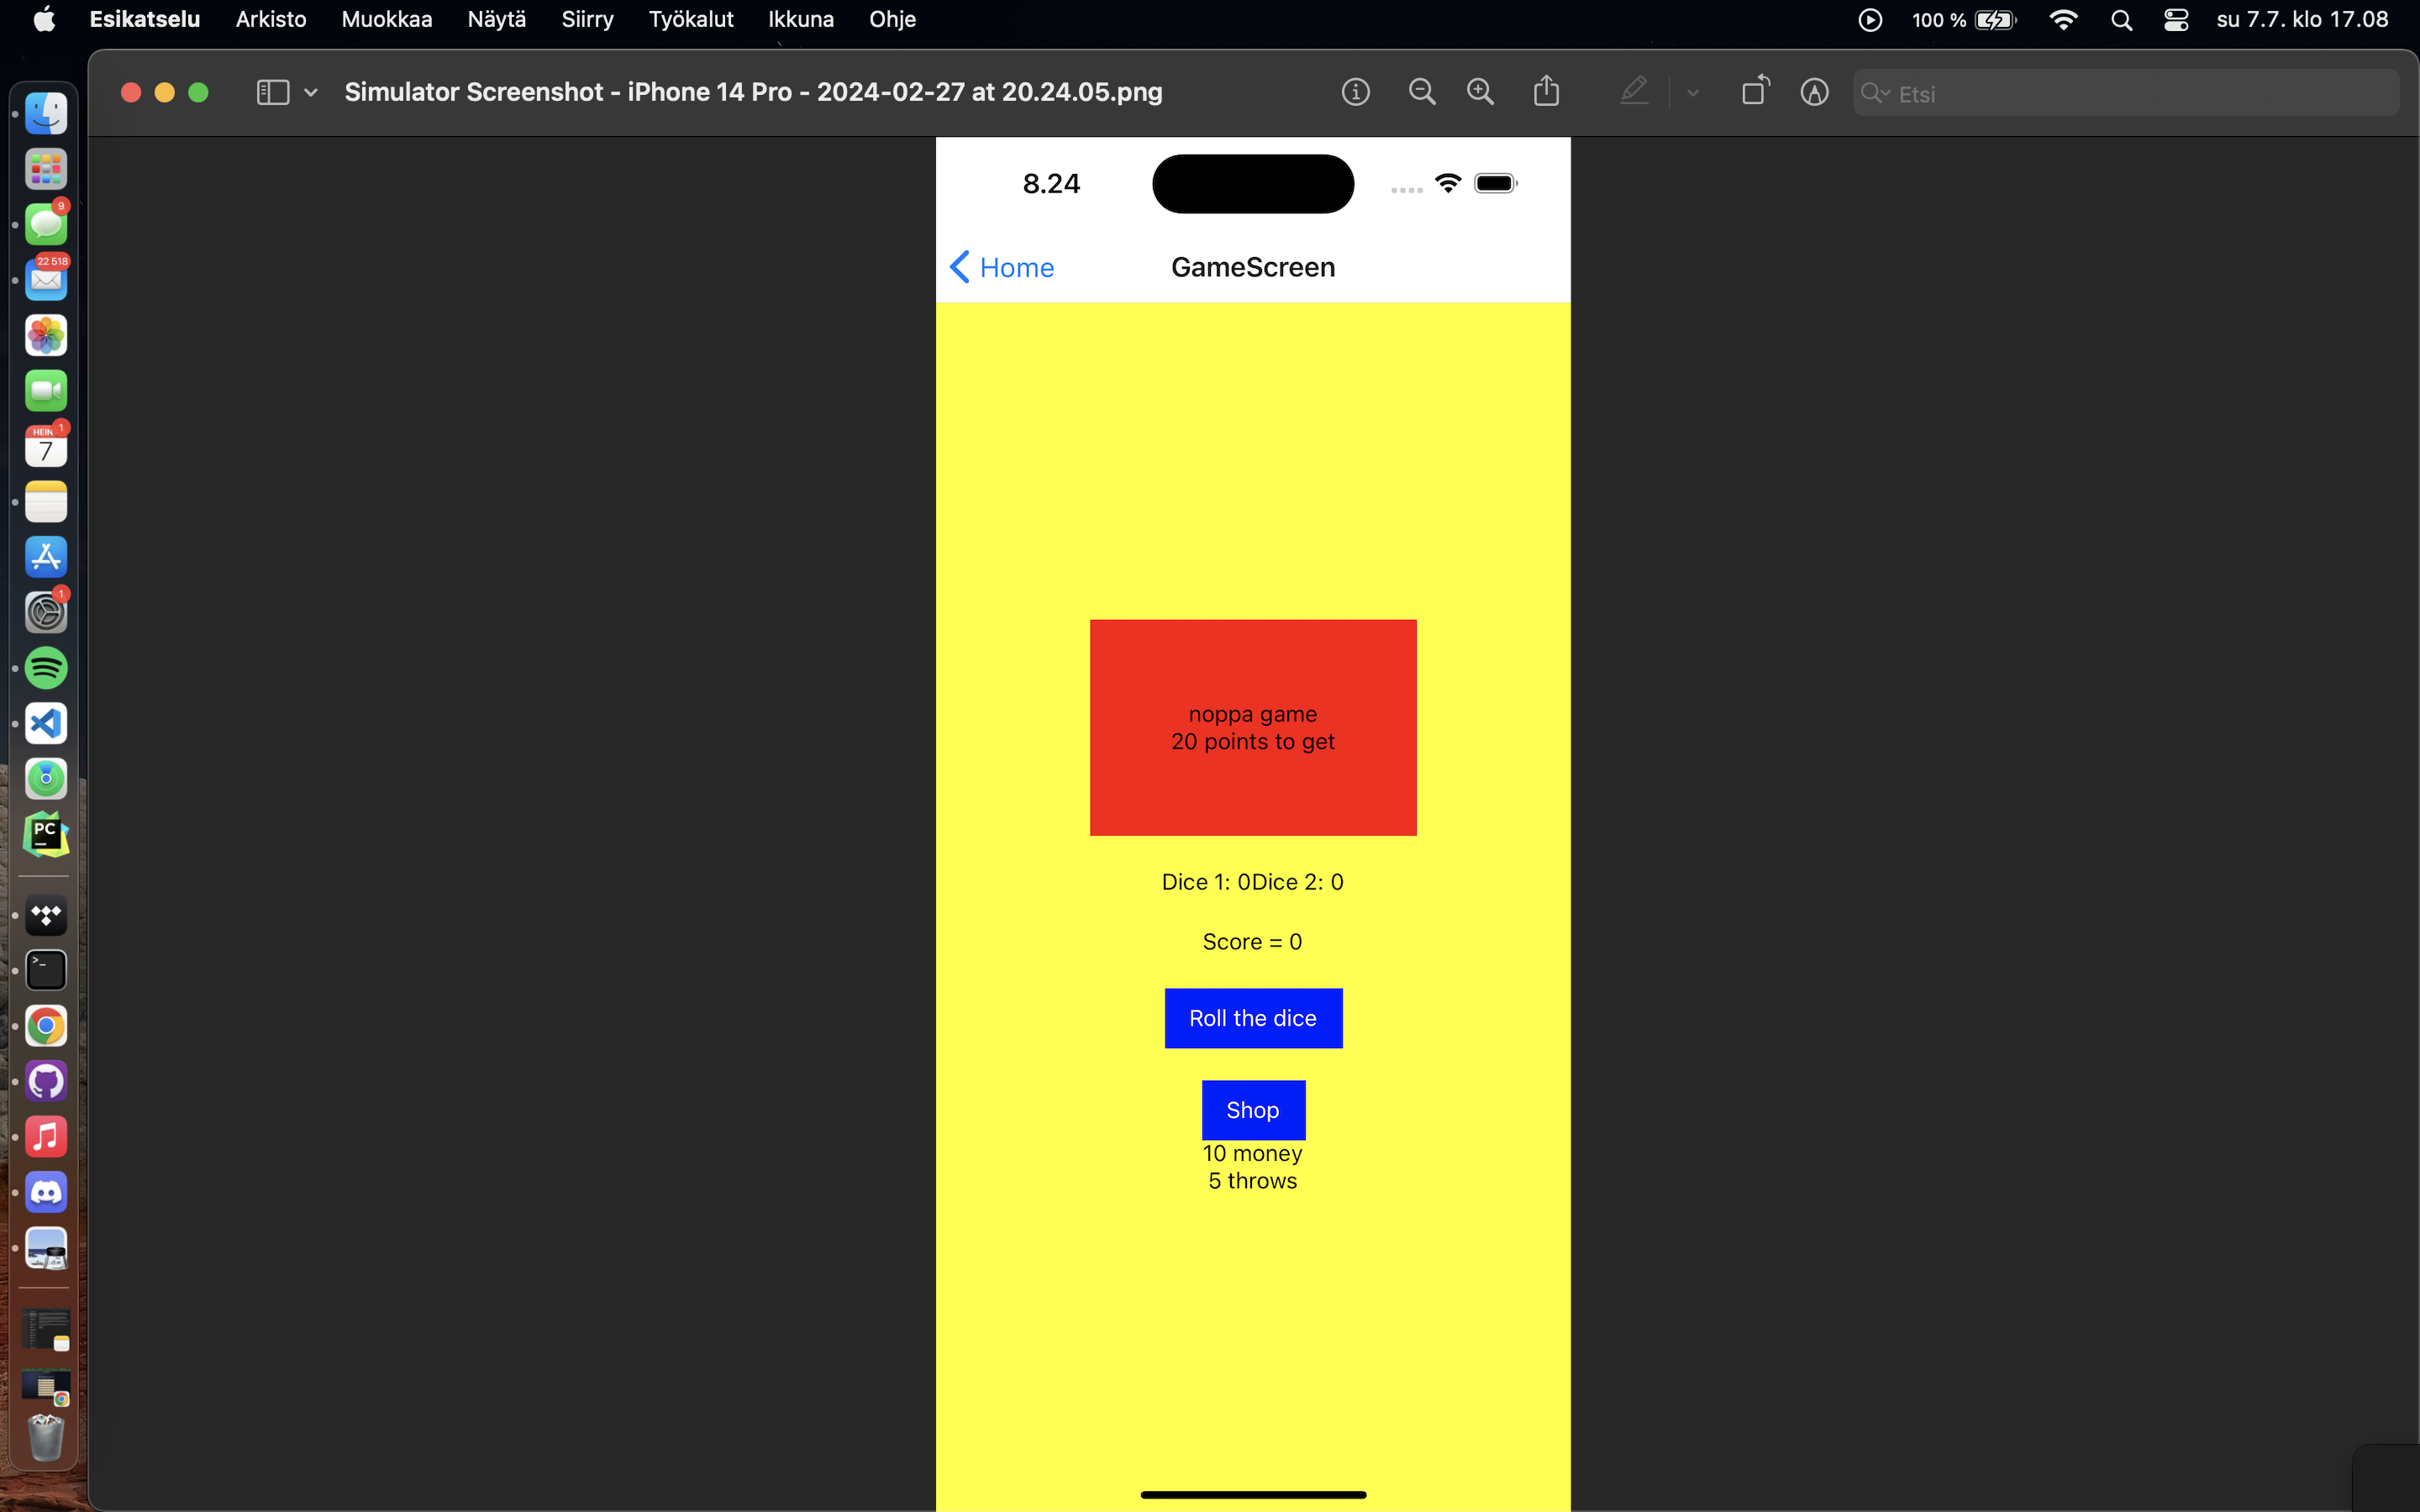 Esikatselu Arkisto Muokkaa Näytä Siirry Työkalut Ikkuna Ohje 100 % su 7.7. klo 17.08
Simulator Screenshot - iPhone 14 Pro - 2024-02-27 at 20.24.05.png Etsi
8.24
Home GameScreen
noppa game
20 points to get
Dice 1: 0Dice 2: 0
Score = 0
Roll the dice
Shop
10 money
5 throws
9
22 518
HEIN 1
7
1
PC
>_